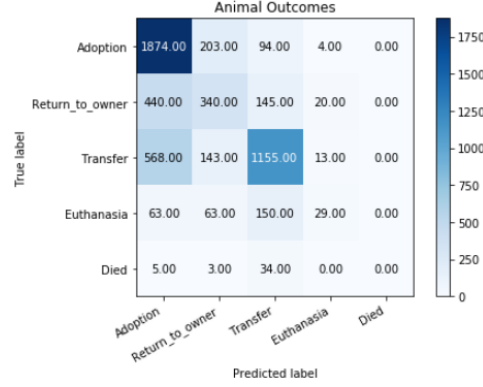 Animal Outcomes
True label
Adoption 1874.00 203.00 94.00 4.00 0.00
Return_to_owner 440.00 340.00 145.00 20.00 0.00
Transfer 568.00 143.00 1155.00 13.00 0.00
Euthanasia 63.00 63.00 150.00 29.00 0.00
Died 5.00 3.00 34.00 0.00 0.00
Adoption Return_to_owner Transfer Euthanasia Died
Predicted label
1750
1500
1250
1000
750
500
250
0